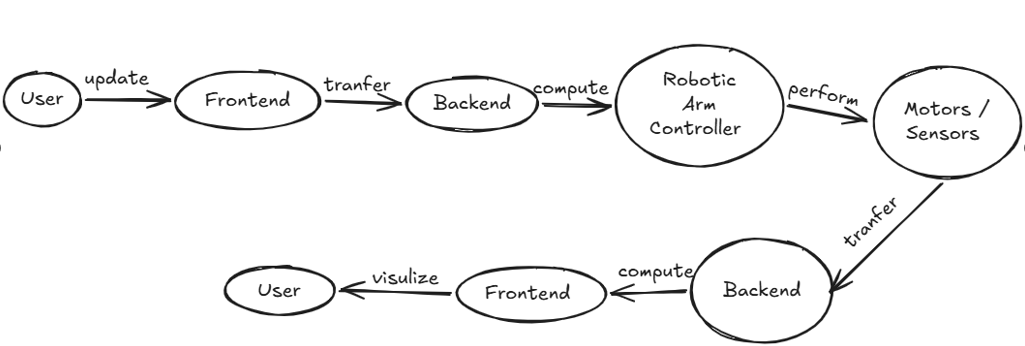 User
update
Frontend
tranfer
Backend
compute
Robotic
Arm
Controller
perform
Motors /
Sensors
tranfer
Backend
compute
Frontend
visulize
User